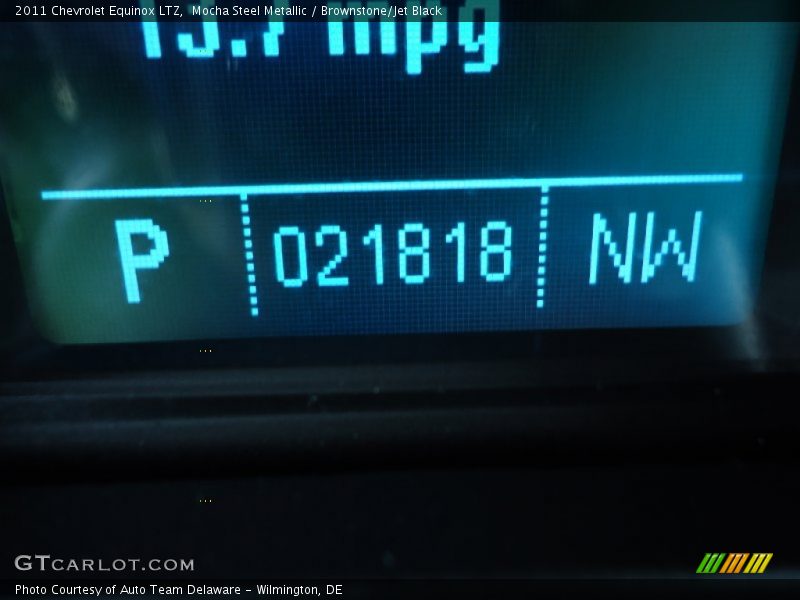 2011 Chevrolet Equinox LTZ, Mocha Steel Metallic / Brownstone/Jet Black
mpg
P 021818 NW
GTCARLOT.COM
Photo Courtesy of Auto Team Delaware - Wilmington, DE